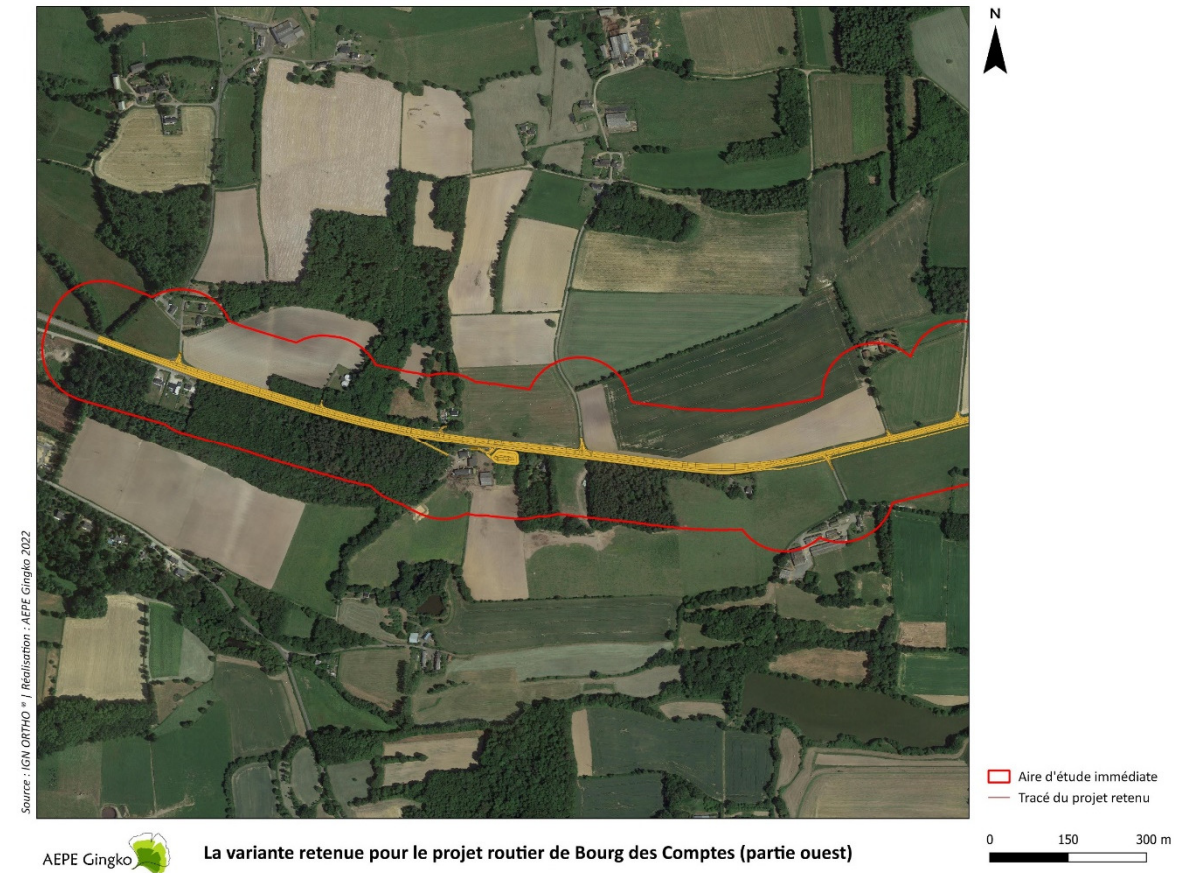 N
Source : IGN ORTHO ® | Réalisation : AEPE Gingko 2022
Aire d'étude immédiate
Tracé du projet retenu
0 150 300 m
AEPE Gingko
La variante retenue pour le projet routier de Bourg des Comptes (partie ouest)